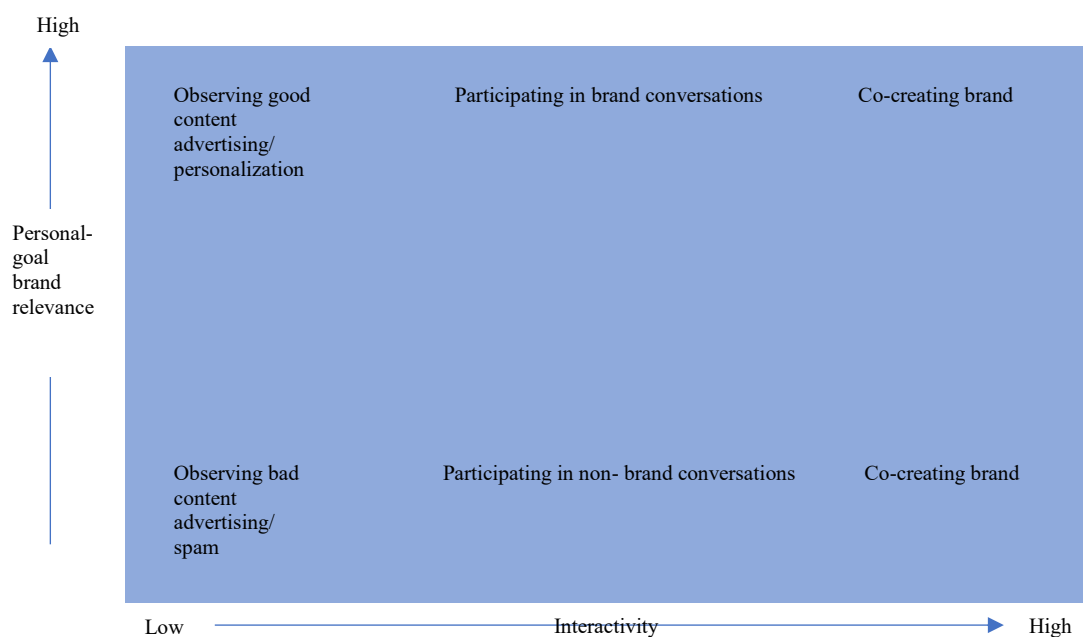 High
Observing good
content
advertising/
personalization
Participating in brand conversations
Co-creating brand
Personal-
goal
brand
relevance
Observing bad
content
advertising/
spam
Participating in non- brand conversations
Co-creating brand
Low
Interactivity
High